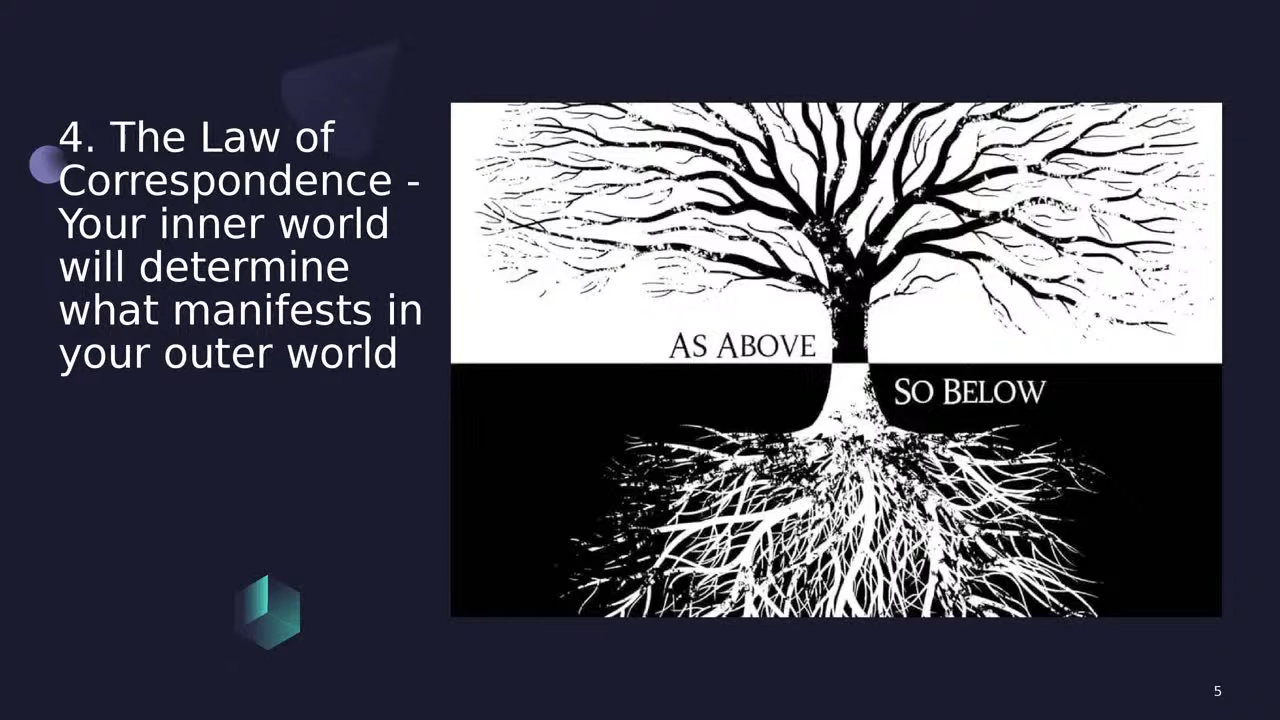 4. The Law of
Correspondence -
Your inner world
will determine
what manifests in
your outer world
As Above
So Below
5